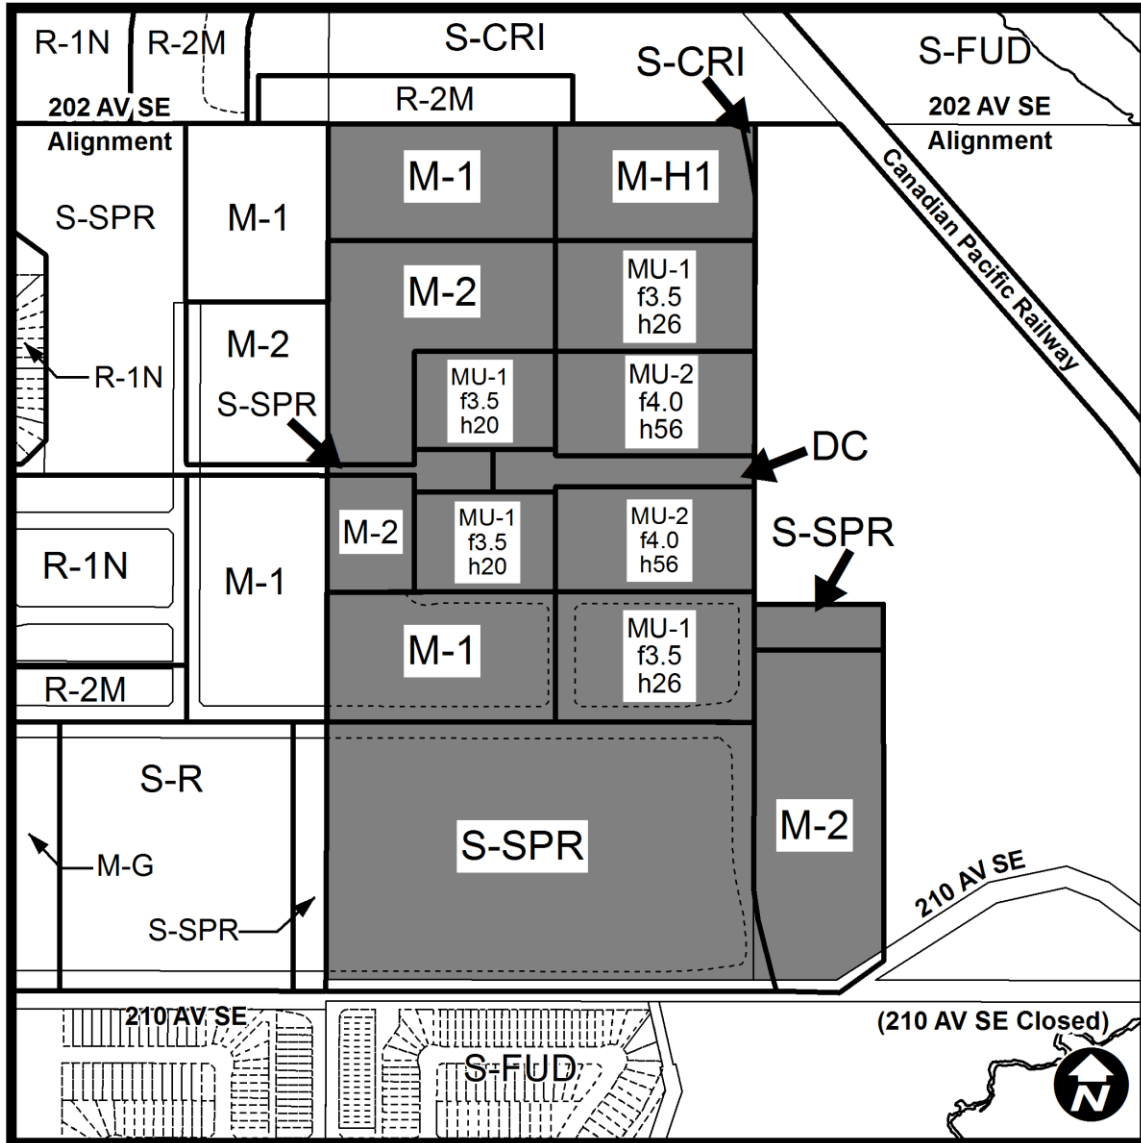 R-1N
R-2M
S-CRI
S-CRI
S-FUD
R-2M
202 AV SE
Alignment
202 AV SE
Alignment
Canadian Pacific Railway
S-SPR
M-1
M-1
M-H1
M-2
MU-1
f3.5
h26
M-2
R-1N
S-SPR
MU-1
f3.5
h20
MU-2
f4.0
h56
DC
M-2
MU-1
f3.5
h20
MU-2
f4.0
h56
S-SPR
R-1N
M-1
M-1
MU-1
f3.5
h26
R-2M
S-R
S-SPR
M-2
M-G
S-SPR
210 AV SE
210 AV SE
(210 AV SE Closed)
S-FUD
N